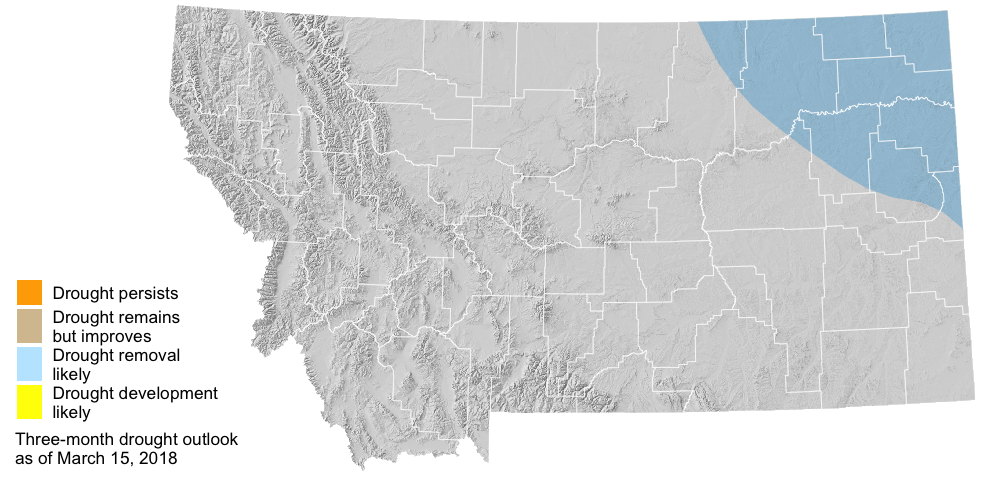 Drought persists
Drought remains
but improves
Drought removal
likely
Drought development
likely
Three-month drought outlook
as of March 15, 2018